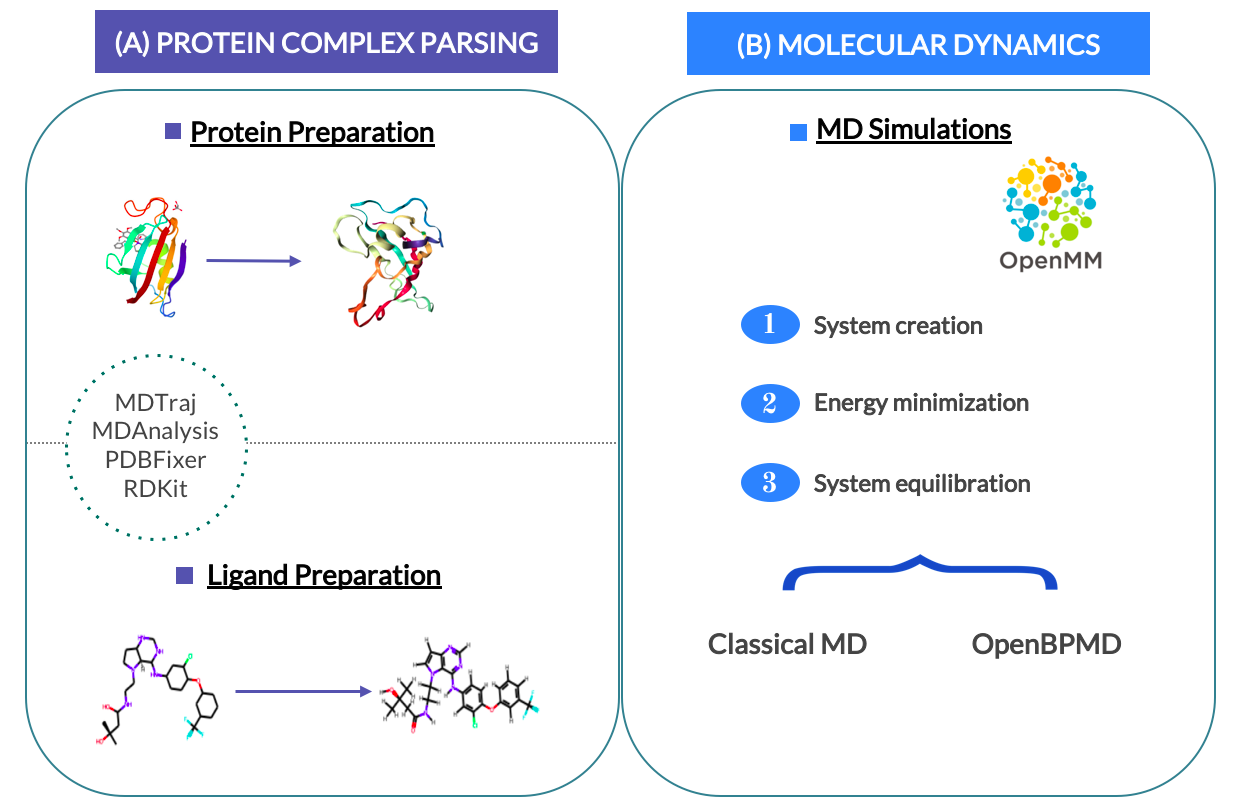 (A) PROTEIN COMPLEX PARSING
Protein Preparation
MDTraj
MDAnalysis
PDBFixer
RDKit
Ligand Preparation
(B) MOLECULAR DYNAMICS
MD Simulations
OpenMM
1 System creation
2 Energy minimization
3 System equilibration
Classical MD
OpenBPMD